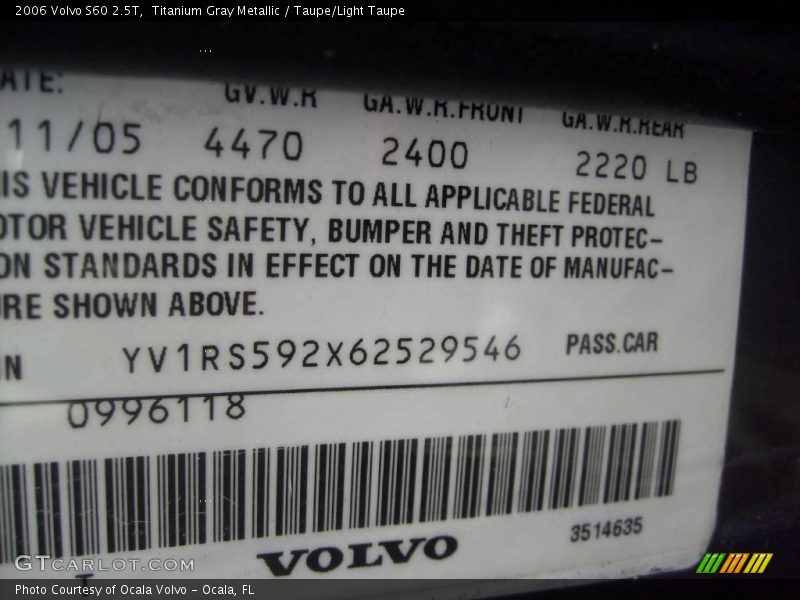 2006 Volvo S60 2.5T,  Titanium Gray Metallic / Taupe/Light Taupe
ATE: GV.W.R GA.W.R.FRONT GA.W.R.REAR
11/05 4470 2400 2220 LB
IS VEHICLE CONFORMS TO ALL APPLICABLE FEDERAL
OTOR VEHICLE SAFETY, BUMPER AND THEFT PROTEC-
ON STANDARDS IN EFFECT ON THE DATE OF MANUFAC-
URE SHOWN ABOVE.
IN YV1RS592X62529546 PASS.CAR
0996118
VOLVO 3514635
GTcarlot.com
Photo Courtesy of Ocala Volvo - Ocala, FL